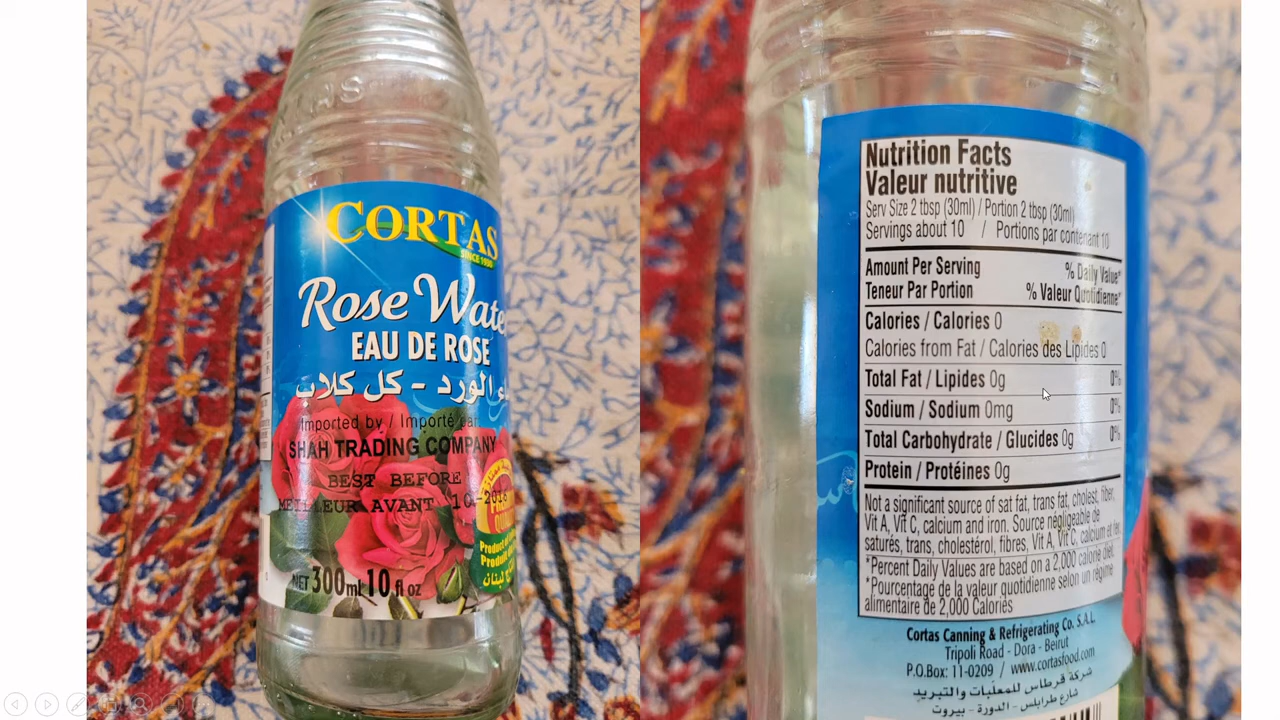 CORTAS
SINCE 1930
Rose Wate
EAU DE ROSE
الورد - كل كلاب
Imported by / Importé par:
SHAH TRADING COMPANY
BEST BEFORE
MEILLEUR AVANT 10-2016
Product of
Produit
NET 300ml 10 fl oz
Nutrition Facts
Valeur nutritive
Serv Size 2 tbsp (30ml) / Portion 2 tbsp (30ml)
Servings about 10 / Portions par contenant 10
Amount Per Serving % Daily Value*
Teneur Par Portion % Valeur Quotidienne*
Calories / Calories 0
Calories from Fat / Calories des Lipides 0
Total Fat / Lipides 0g 0%
Sodium / Sodium 0mg 0%
Total Carbohydrate / Glucides 0g 0%
Protein / Protéines 0g
Not a significant source of sat fat, trans fat, cholest, fiber,
Vit A, Vit C, calcium and iron. Source négligeable de
saturés, trans, cholestérol, fibres, Vit A, Vit C, calcium et fer.
*Percent Daily Values are based on a 2,000 calorie diet.
*Pourcentage de la valeur quotidienne selon un régime
alimentaire de 2,000 Calories
Cortas Canning & Refrigerating Co. S.A.L.
Tripoli Road - Dora - Beirut
P.O.Box: 11-0209 / www.cortasfood.com
شركة قرطاس للمعلبات والتبريد
شارع طرابلس - الدورة - بيروت